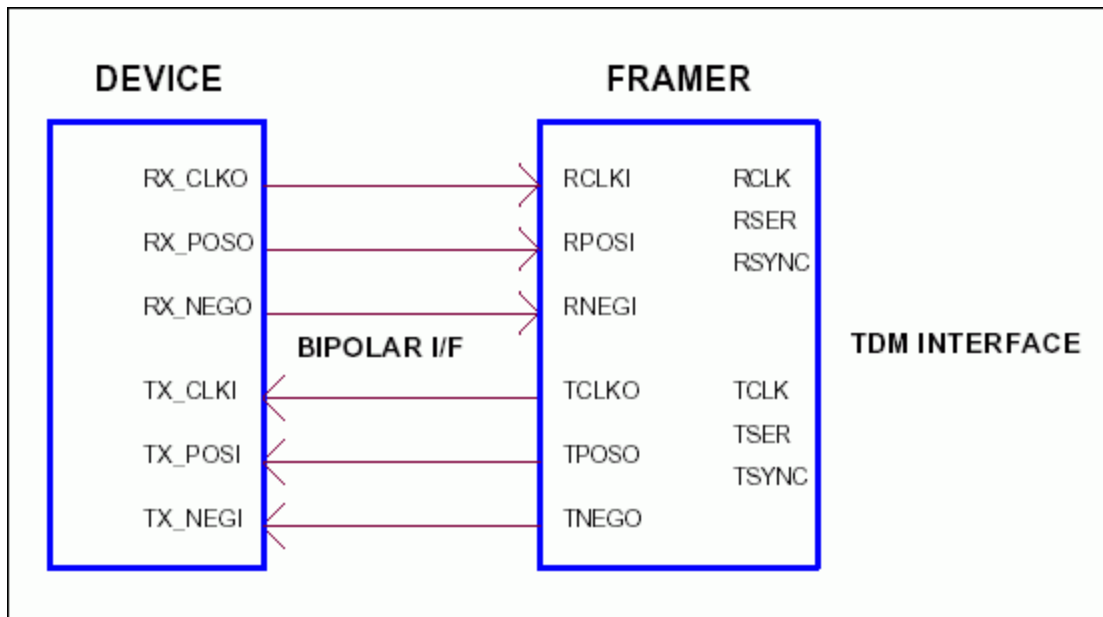 DEVICE
FRAMER
RX_CLKO
RCLKI
RCLK
RX_POSO
RPOSI
RSER
RSYNC
RX_NEGO
RNEGI
BIPOLAR I/F
TDM INTERFACE
TX_CLKI
TCLKO
TCLK
TX_POSI
TPOSO
TSER
TSYNC
TX_NEGI
TNEGO